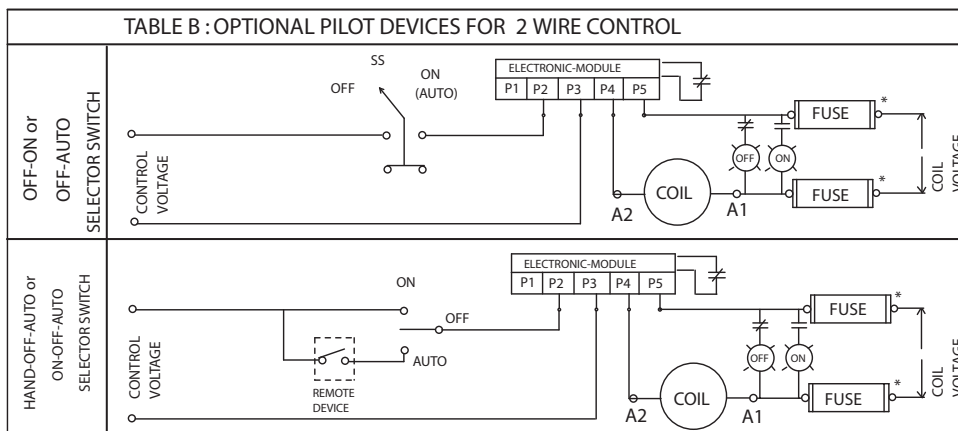 TABLE B : OPTIONAL PILOT DEVICES FOR 2 WIRE CONTROL
OFF-ON or
OFF-AUTO
SELECTOR SWITCH
CONTROL
VOLTAGE
SS
OFF
ON
(AUTO)
ELECTRONIC-MODULE
P1 P2 P3 P4 P5
OFF
ON
FUSE
*
FUSE
*
COIL
A2
A1
COIL
VOLTAGE
HAND-OFF-AUTO or
ON-OFF-AUTO
SELECTOR SWITCH
CONTROL
VOLTAGE
ON
OFF
AUTO
REMOTE
DEVICE
ELECTRONIC-MODULE
P1 P2 P3 P4 P5
OFF
ON
FUSE
*
FUSE
*
COIL
A2
A1
COIL
VOLTAGE